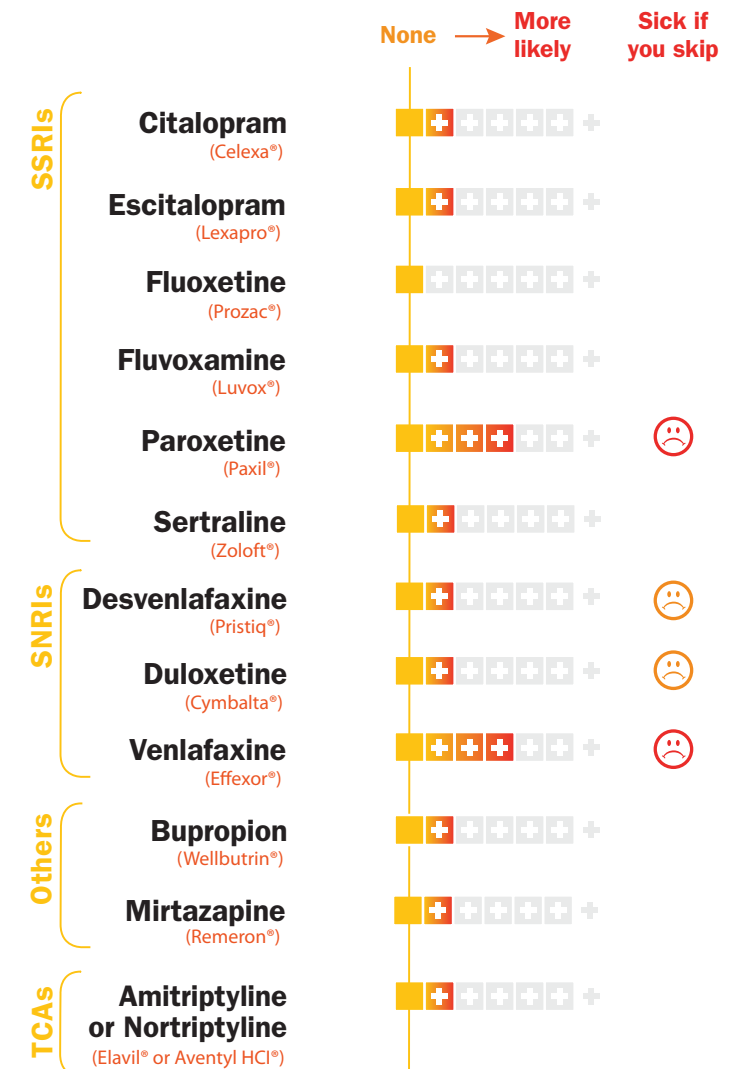 None
More
likely
Sick if
you skip
SSRIs
Citalopram
(Celexa®)
Escitalopram
(Lexapro®)
Fluoxetine
(Prozac®)
Fluvoxamine
(Luvox®)
Paroxetine
(Paxil®)
Sertraline
(Zoloft®)
SNRIs
Desvenlafaxine
(Pristiq®)
Duloxetine
(Cymbalta®)
Venlafaxine
(Effexor®)
Others
Bupropion
(Wellbutrin®)
Mirtazapine
(Remeron®)
TCAs
Amitriptyline
or Nortriptyline
(Elavil® or Aventyl HCI®)